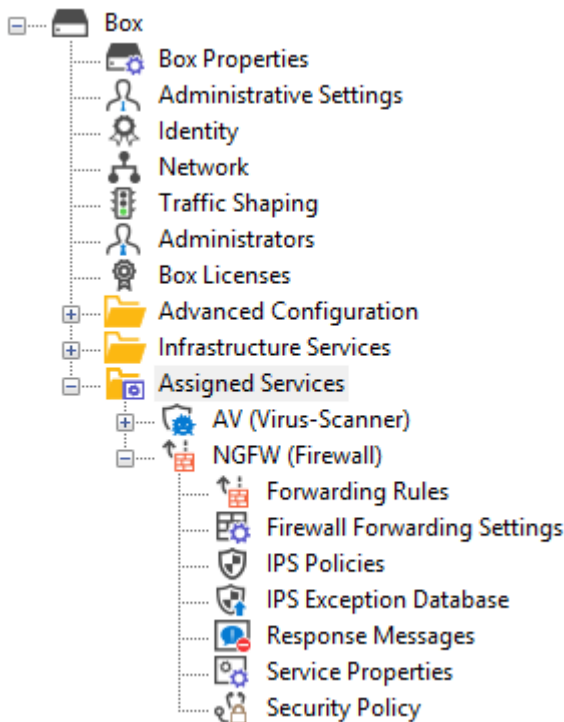 Box
Box Properties
Administrative Settings
Identity
Network
Traffic Shaping
Administrators
Box Licenses
Advanced Configuration
Infrastructure Services
Assigned Services
AV (Virus-Scanner)
NGFW (Firewall)
Forwarding Rules
Firewall Forwarding Settings
IPS Policies
IPS Exception Database
Response Messages
Service Properties
Security Policy